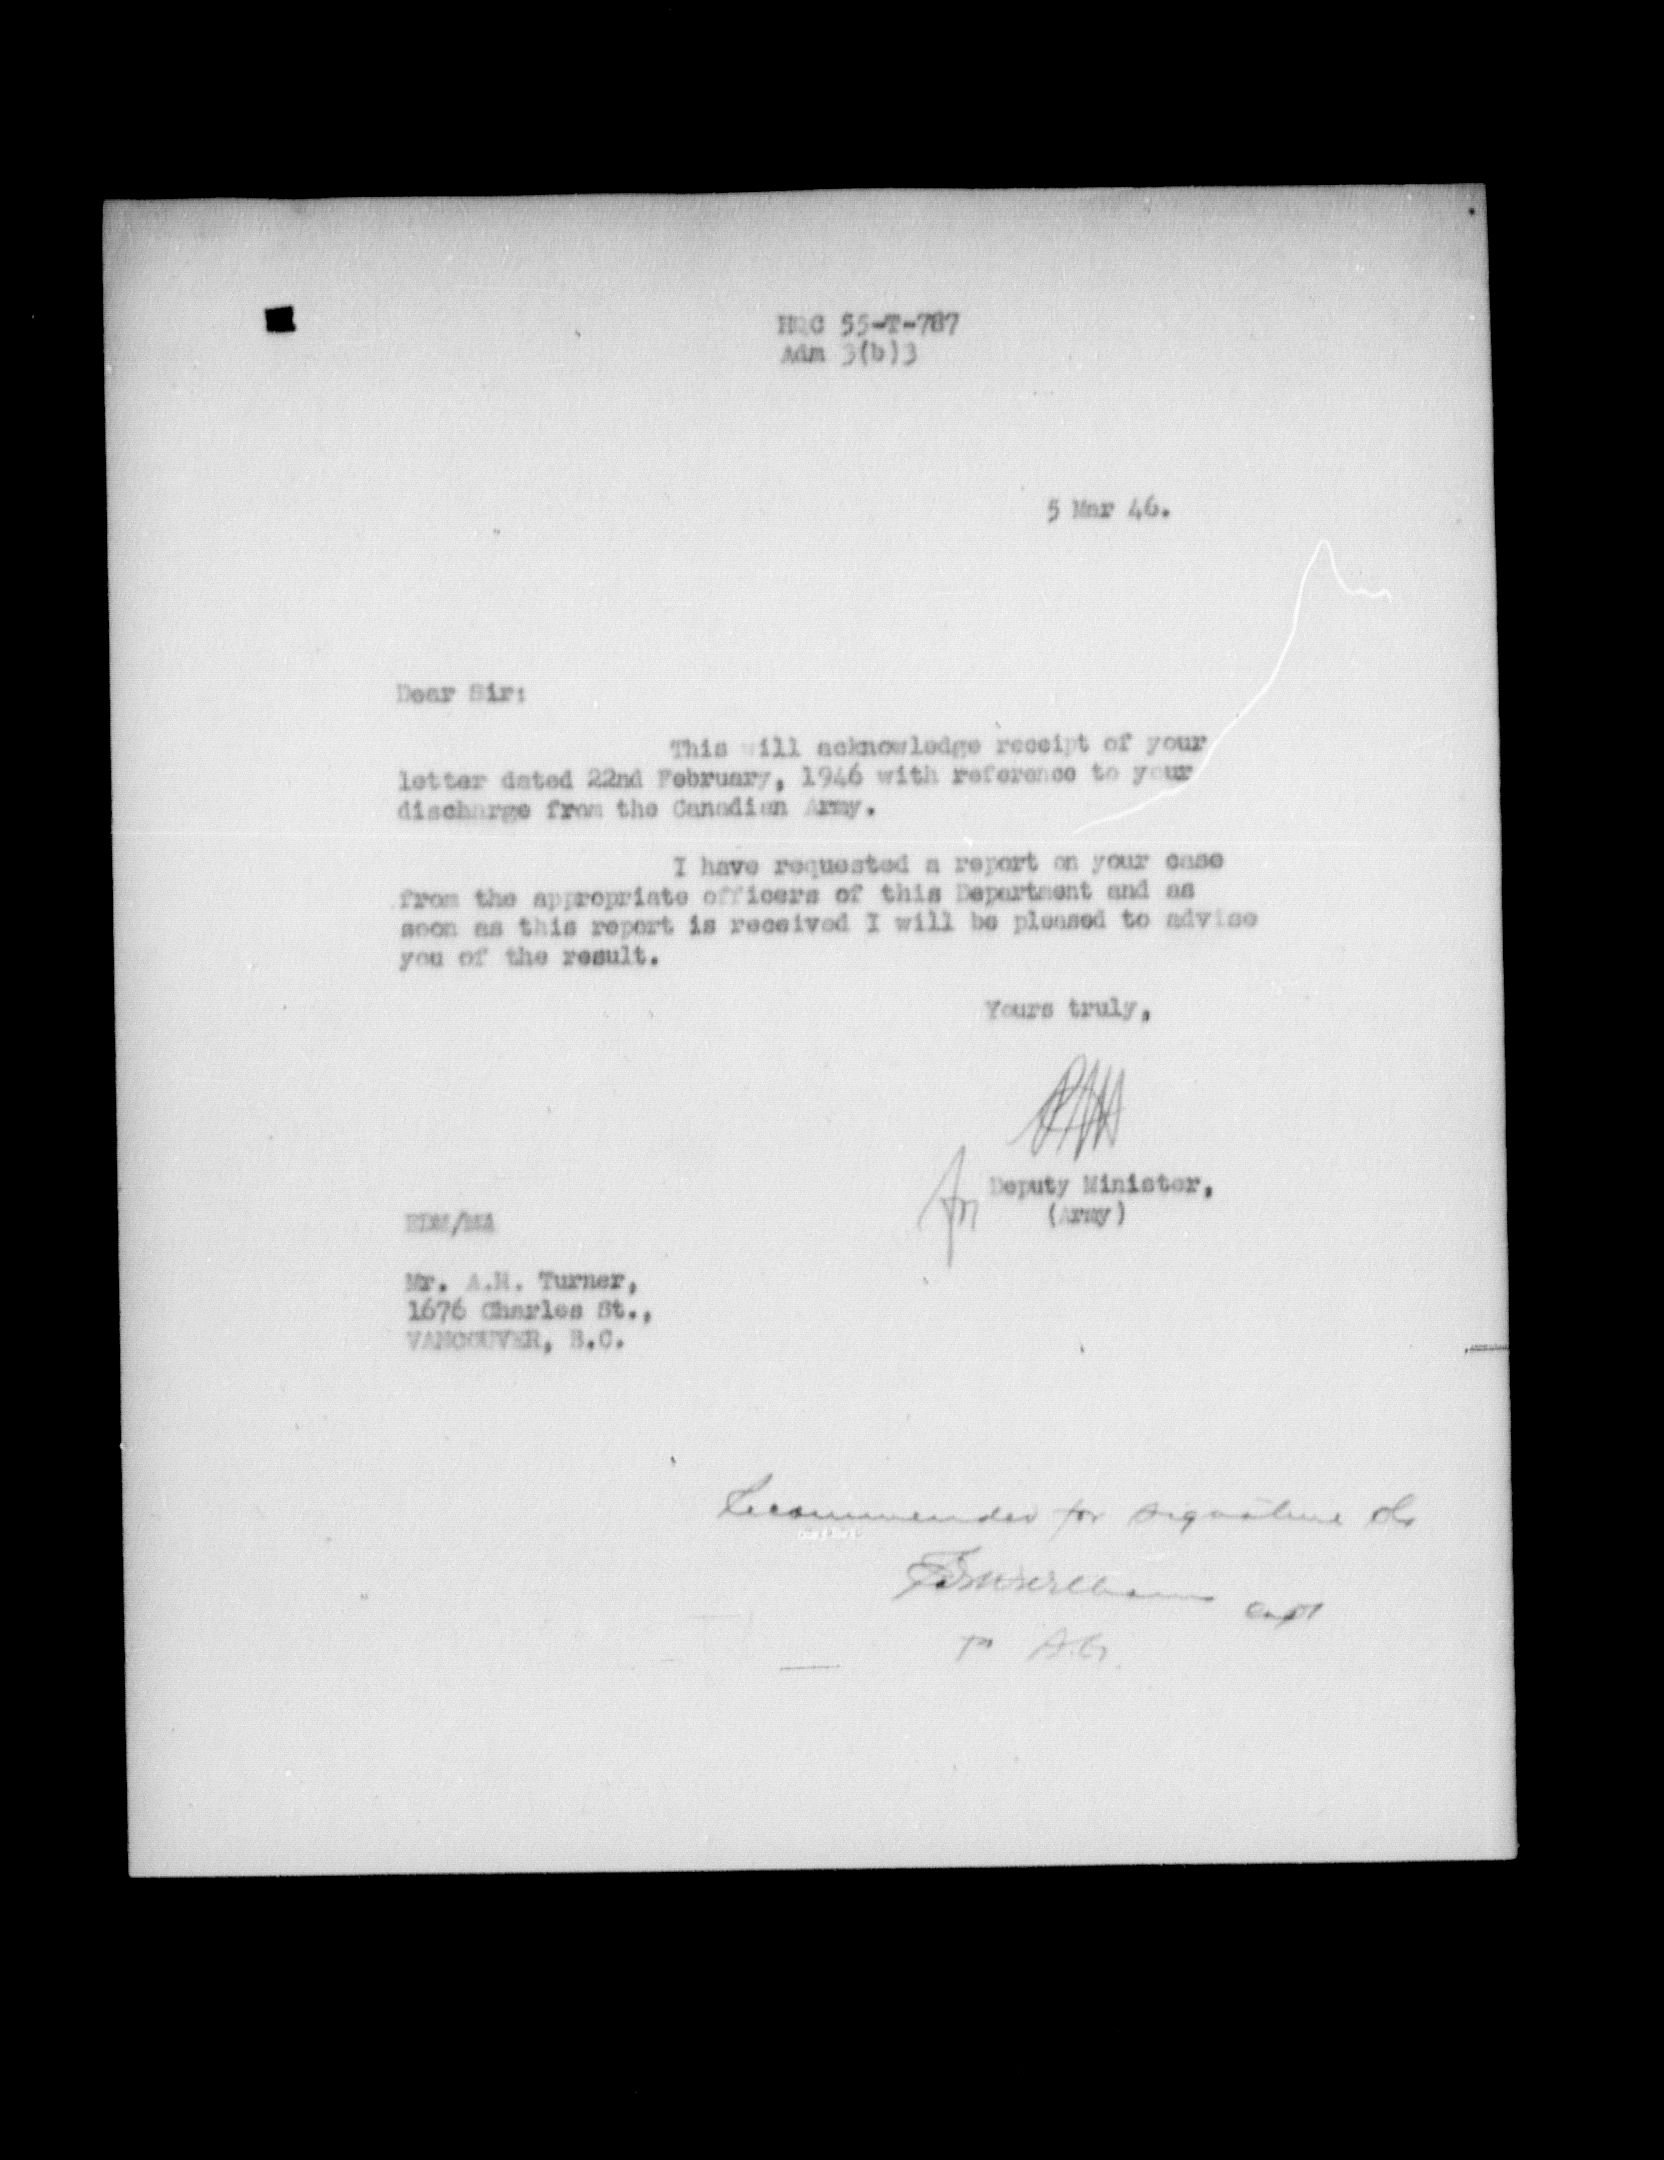 HQC 55-T-787
Adm 3(b)3
5 Mar 46.
Dear Sir:
This will acknowledge receipt of your
letter dated 22nd February, 1946 with reference to your
discharge from the Canadian Army.
I have requested a report on your case
from the appropriate officers of this Department and as
soon as this report is received I will be pleased to advise
you of the result.
Yours truly,
for Deputy Minister,
(Army)
Mr. A.H. Turner,
1676 Charles St.,
VANCOUVER, B.C.
Recommended for signature
Capt
for A.G.